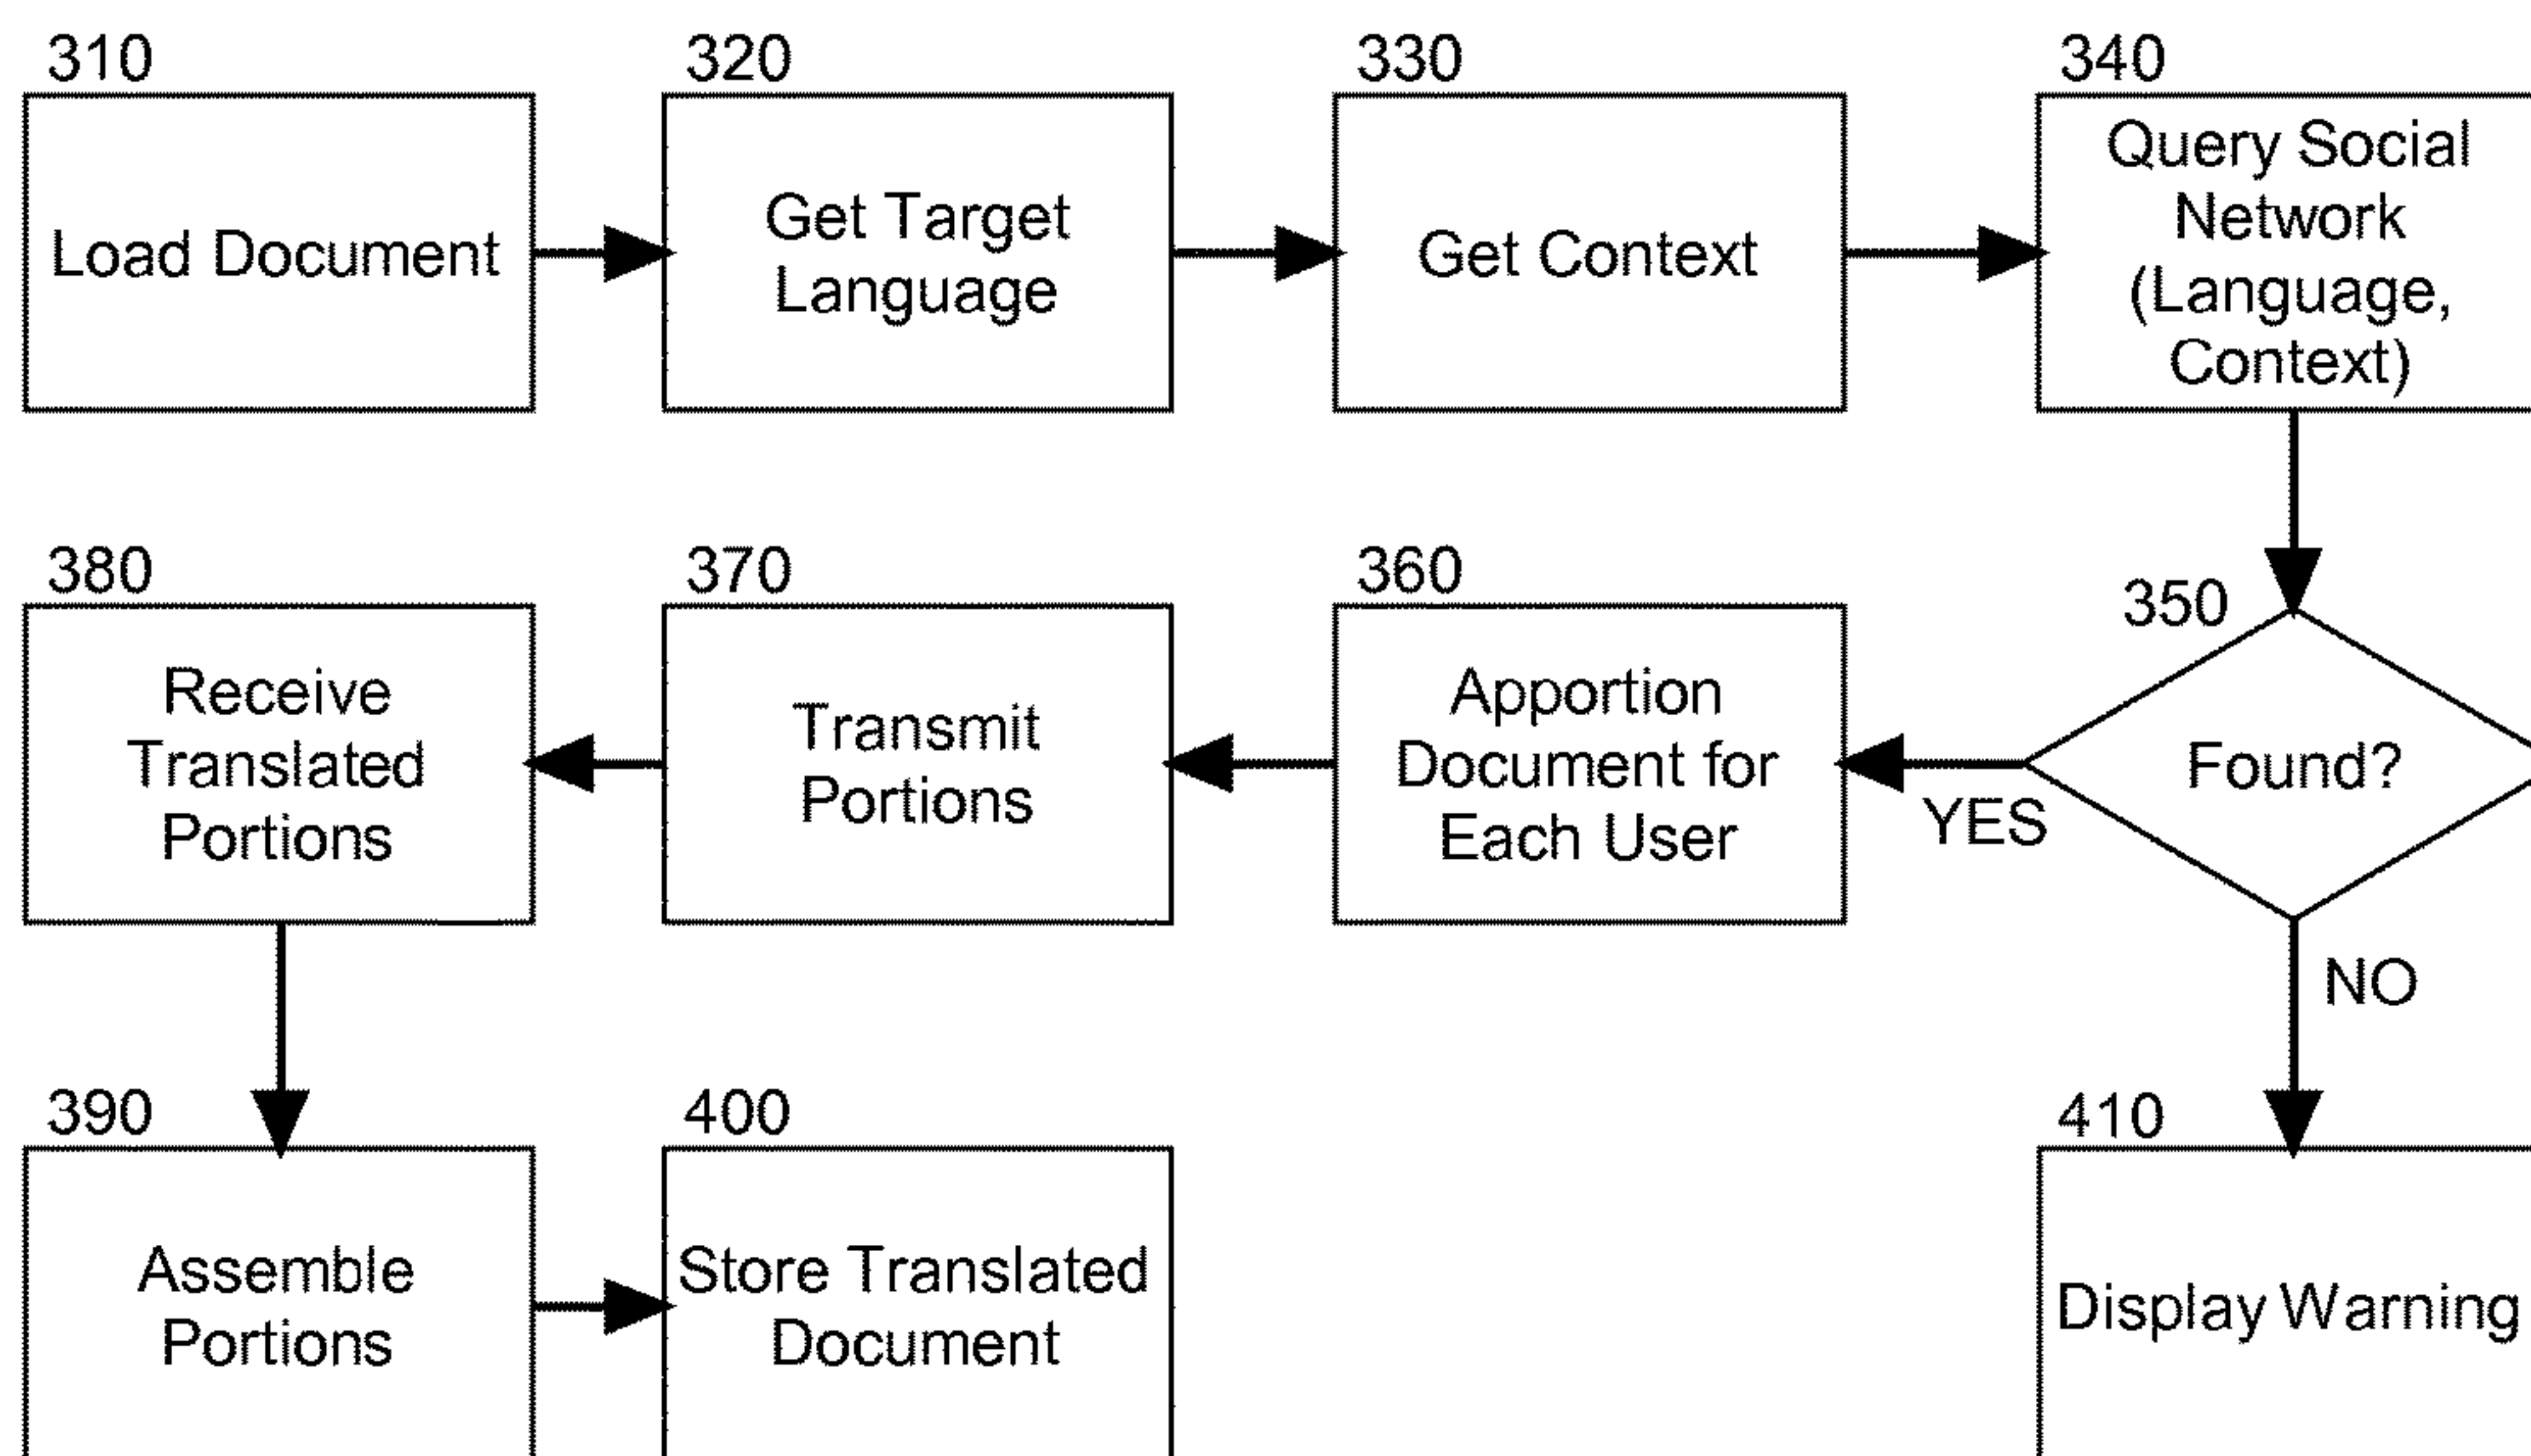 310
Load Document
320
Get Target
Language
330
Get Context
340
Query Social
Network
(Language,
Context)
350
Found?
YES
NO
360
Apportion
Document for
Each User
370
Transmit
Portions
380
Receive
Translated
Portions
390
Assemble
Portions
400
Store Translated
Document
410
Display Warning